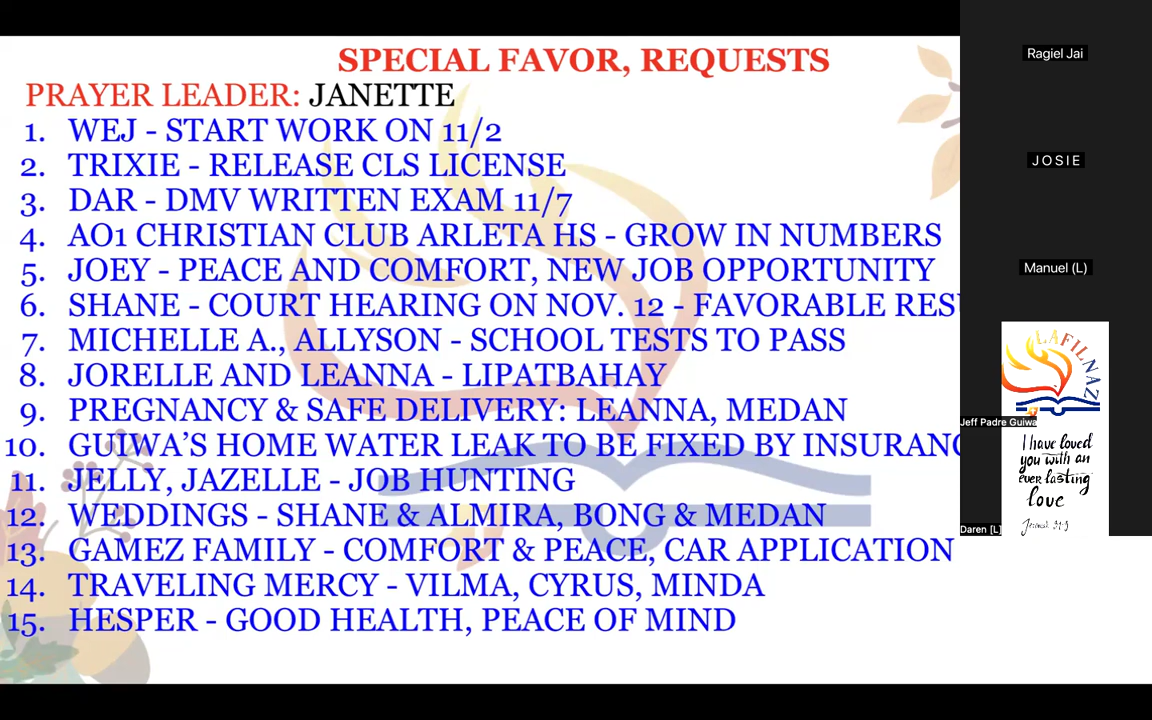 SPECIAL FAVOR, REQUESTS
PRAYER LEADER: JANETTE
1. WEJ - START WORK ON 11/2
2. TRIXIE - RELEASE CLS LICENSE
3. DAR - DMV WRITTEN EXAM 11/7
4. AO1 CHRISTIAN CLUB ARLETA HS - GROW IN NUMBERS
5. JOEY - PEACE AND COMFORT, NEW JOB OPPORTUNITY
6. SHANE - COURT HEARING ON NOV. 12 - FAVORABLE RESU
7. MICHELLE A., ALLYSON - SCHOOL TESTS TO PASS
8. JORELLE AND LEANNA - LIPATBAHAY
9. PREGNANCY & SAFE DELIVERY: LEANNA, MEDAN
10. GUIWA'S HOME WATER LEAK TO BE FIXED BY INSURANC
11. JELLY, JAZELLE - JOB HUNTING
12. WEDDINGS - SHANE & ALMIRA, BONG & MEDAN
13. GAMEZ FAMILY - COMFORT & PEACE, CAR APPLICATION
14. TRAVELING MERCY - VILMA, CYRUS, MINDA
15. HESPER - GOOD HEALTH, PEACE OF MIND
Ragiel Jai
JOSIE
Manuel (L)
LAFILNAZ
Jeff Padre Guiwa
I have loved
you with an
ever lasting
love
Daren [L]